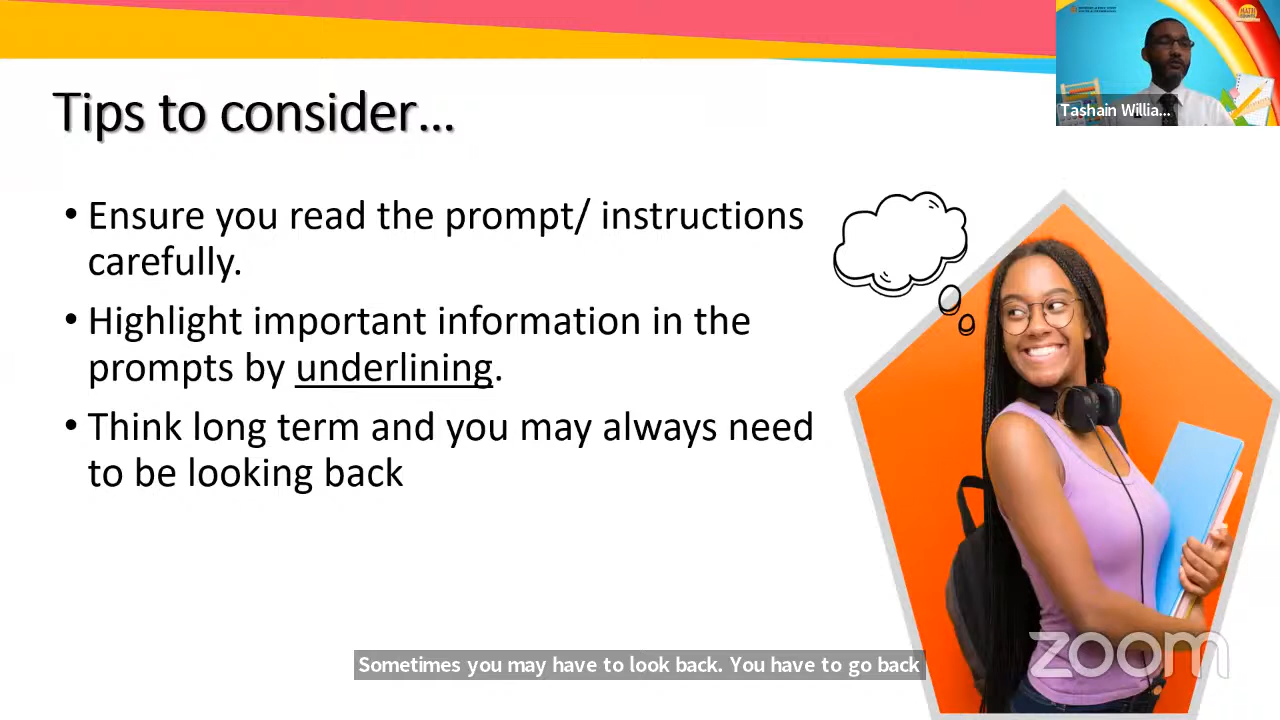 Tips to consider...
• Ensure you read the prompt/ instructions
carefully.
• Highlight important information in the
prompts by underlining.
• Think long term and you may always need
to be looking back
Tashain Willia...
MATH
zoom
Sometimes you may have to look back. You have to go back